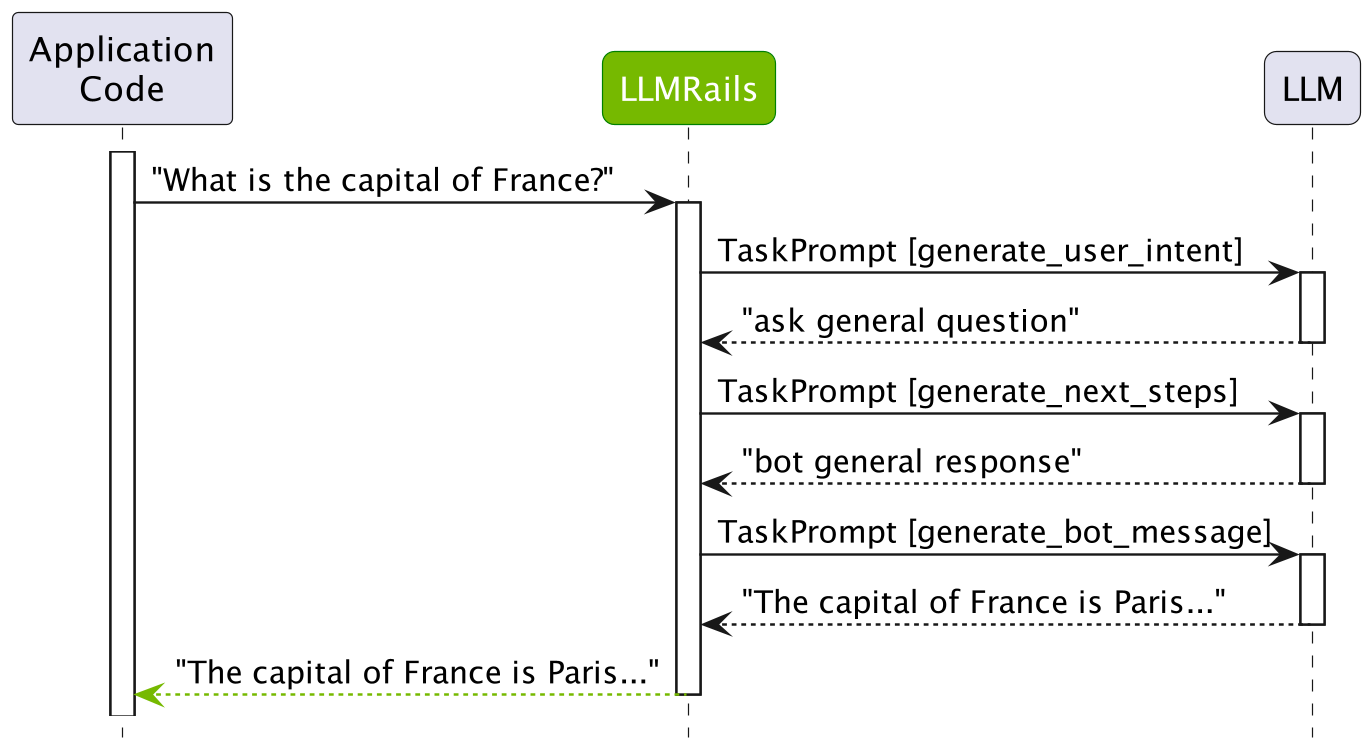 Application
Code
LLMRails
LLM
"What is the capital of France?"
TaskPrompt [generate_user_intent]
"ask general question"
TaskPrompt [generate_next_steps]
"bot general response"
TaskPrompt [generate_bot_message]
"The capital of France is Paris..."
"The capital of France is Paris..."